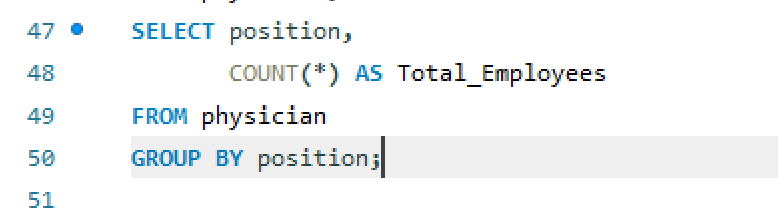 47 SELECT position,
48 COUNT(*) AS Total_Employees
49 FROM physician
50 GROUP BY position;
51